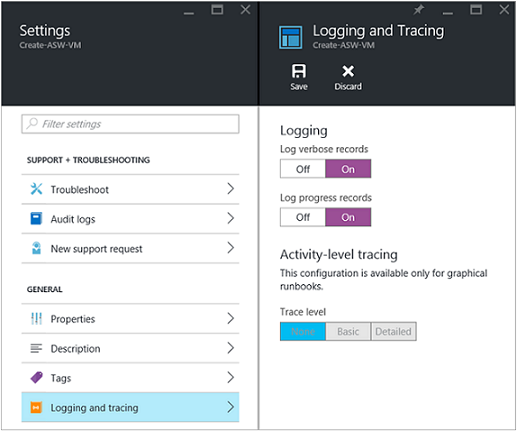 Settings
Create-ASW-VM
Filter settings
SUPPORT + TROUBLESHOOTING
Troubleshoot
Audit logs
New support request
GENERAL
Properties
Description
Tags
Logging and tracing
Logging and Tracing
Create-ASW-VM
Save Discard
Logging
Log verbose records
Off On
Log progress records
Off On
Activity-level tracing
This configuration is available only for graphical
runbooks.
Trace level
None Basic Detailed